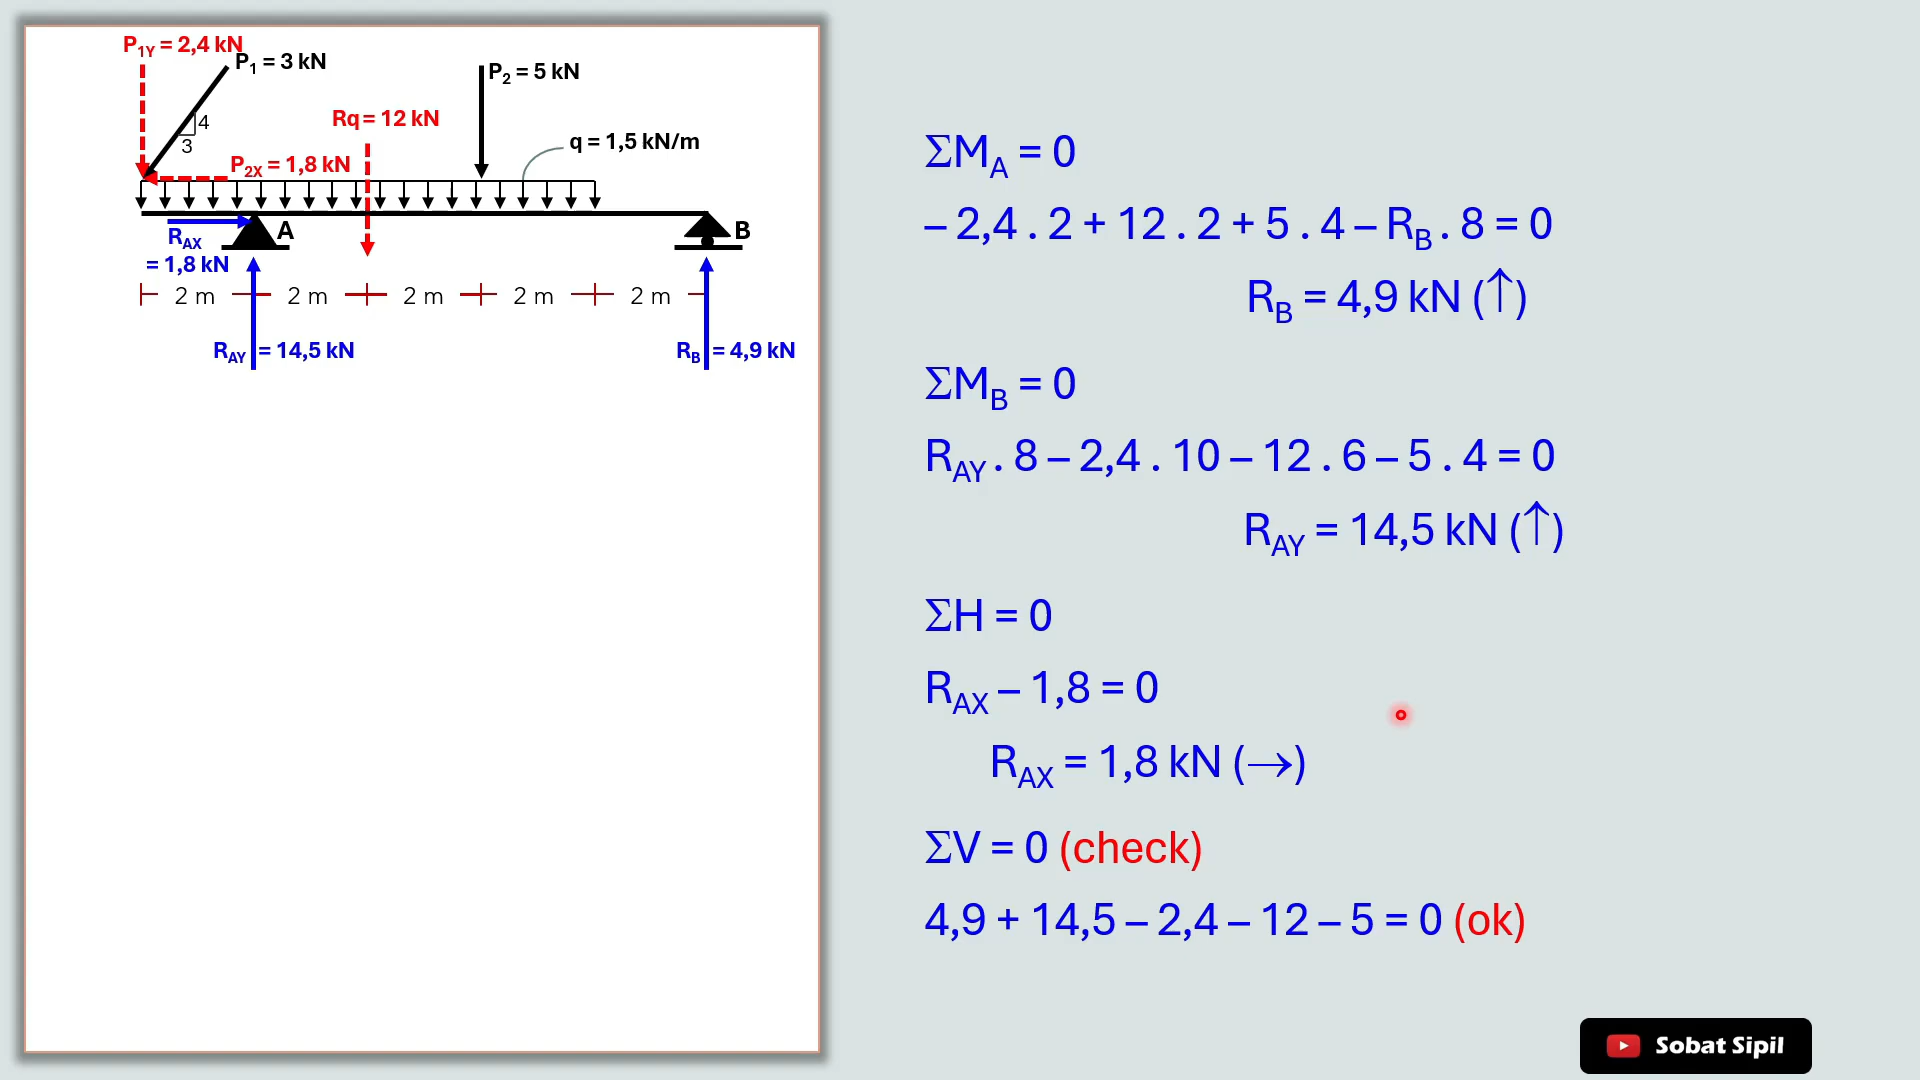 P1Y = 2,4 kN
P1 = 3 kN
P2 = 5 kN
4
3
Rq = 12 kN
q = 1,5 kN/m
P2X = 1,8 kN
RAX
= 1,8 kN
A
B
2 m 2 m 2 m 2 m 2 m
RAY = 14,5 kN
RB = 4,9 kN
ΣMA = 0
– 2,4 . 2 + 12 . 2 + 5 . 4 – RB . 8 = 0
RB = 4,9 kN (↑)
ΣMB = 0
RAY . 8 – 2,4 . 10 – 12 . 6 – 5 . 4 = 0
RAY = 14,5 kN (↑)
ΣH = 0
RAX – 1,8 = 0
RAX = 1,8 kN (→)
ΣV = 0 (check)
4,9 + 14,5 – 2,4 – 12 – 5 = 0 (ok)
Sobat Sipil